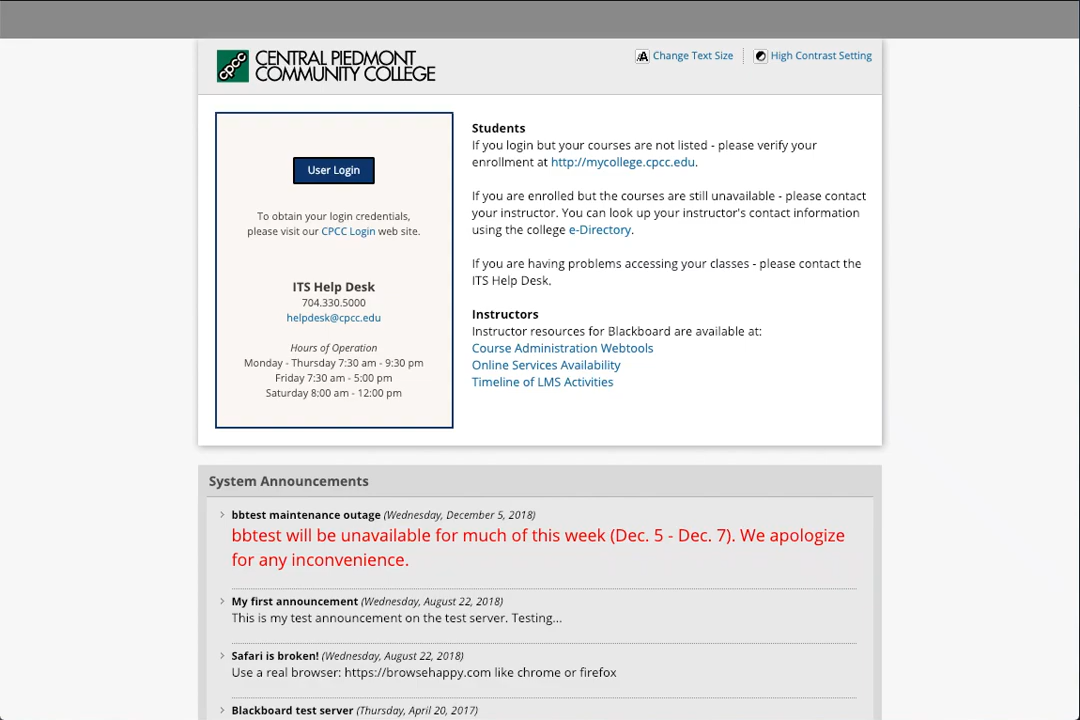 cpcc
CENTRAL PIEDMONT
COMMUNITY COLLEGE
A Change Text Size
High Contrast Setting
User Login
To obtain your login credentials,
please visit our CPCC Login web site.
ITS Help Desk
704.330.5000
helpdesk@cpcc.edu
Hours of Operation
Monday - Thursday 7:30 am - 9:30 pm
Friday 7:30 am - 5:00 pm
Saturday 8:00 am - 12:00 pm
Students
If you login but your courses are not listed - please verify your
enrollment at http://mycollege.cpcc.edu.
If you are enrolled but the courses are still unavailable - please contact
your instructor. You can look up your instructor's contact information
using the college e-Directory.
If you are having problems accessing your classes - please contact the
ITS Help Desk.
Instructors
Instructor resources for Blackboard are available at:
Course Administration Webtools
Online Services Availability
Timeline of LMS Activities
System Announcements
bbtest maintenance outage (Wednesday, December 5, 2018)
bbtest will be unavailable for much of this week (Dec. 5 - Dec. 7). We apologize
for any inconvenience.
My first announcement (Wednesday, August 22, 2018)
This is my test announcement on the test server. Testing...
Safari is broken! (Wednesday, August 22, 2018)
Use a real browser: https://browsehappy.com like chrome or firefox
Blackboard test server (Thursday, April 20, 2017)